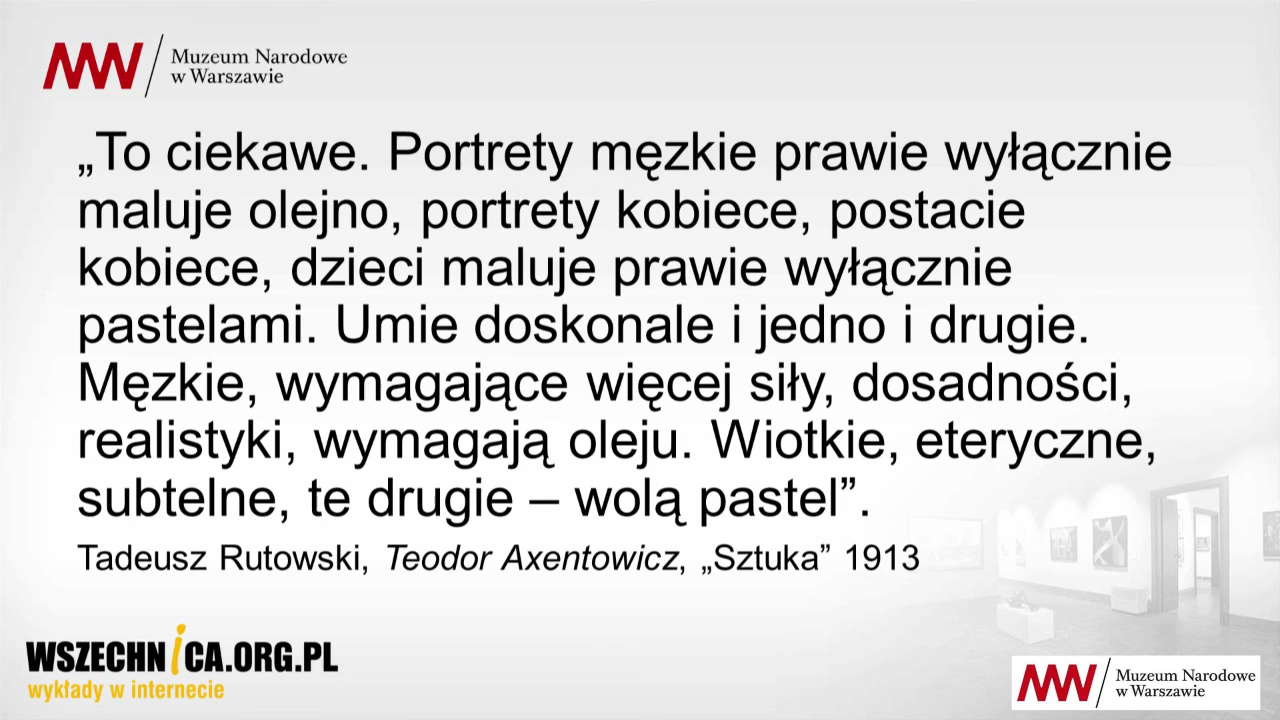 Muzeum Narodowe
w Warszawie
„To ciekawe. Portrety męzkie prawie wyłącznie
maluje olejno, portrety kobiece, postacie
kobiece, dzieci maluje prawie wyłącznie
pastelami. Umie doskonale i jedno i drugie.
Męzkie, wymagające więcej siły, dosadności,
realistyki, wymagają oleju. Wiotkie, eteryczne,
subtelne, te drugie – wolą pastel”.
Tadeusz Rutowski, Teodor Axentowicz, „Sztuka” 1913
WSZECHNiCA.ORG.PL
wykłady w internecie
Muzeum Narodowe
w Warszawie